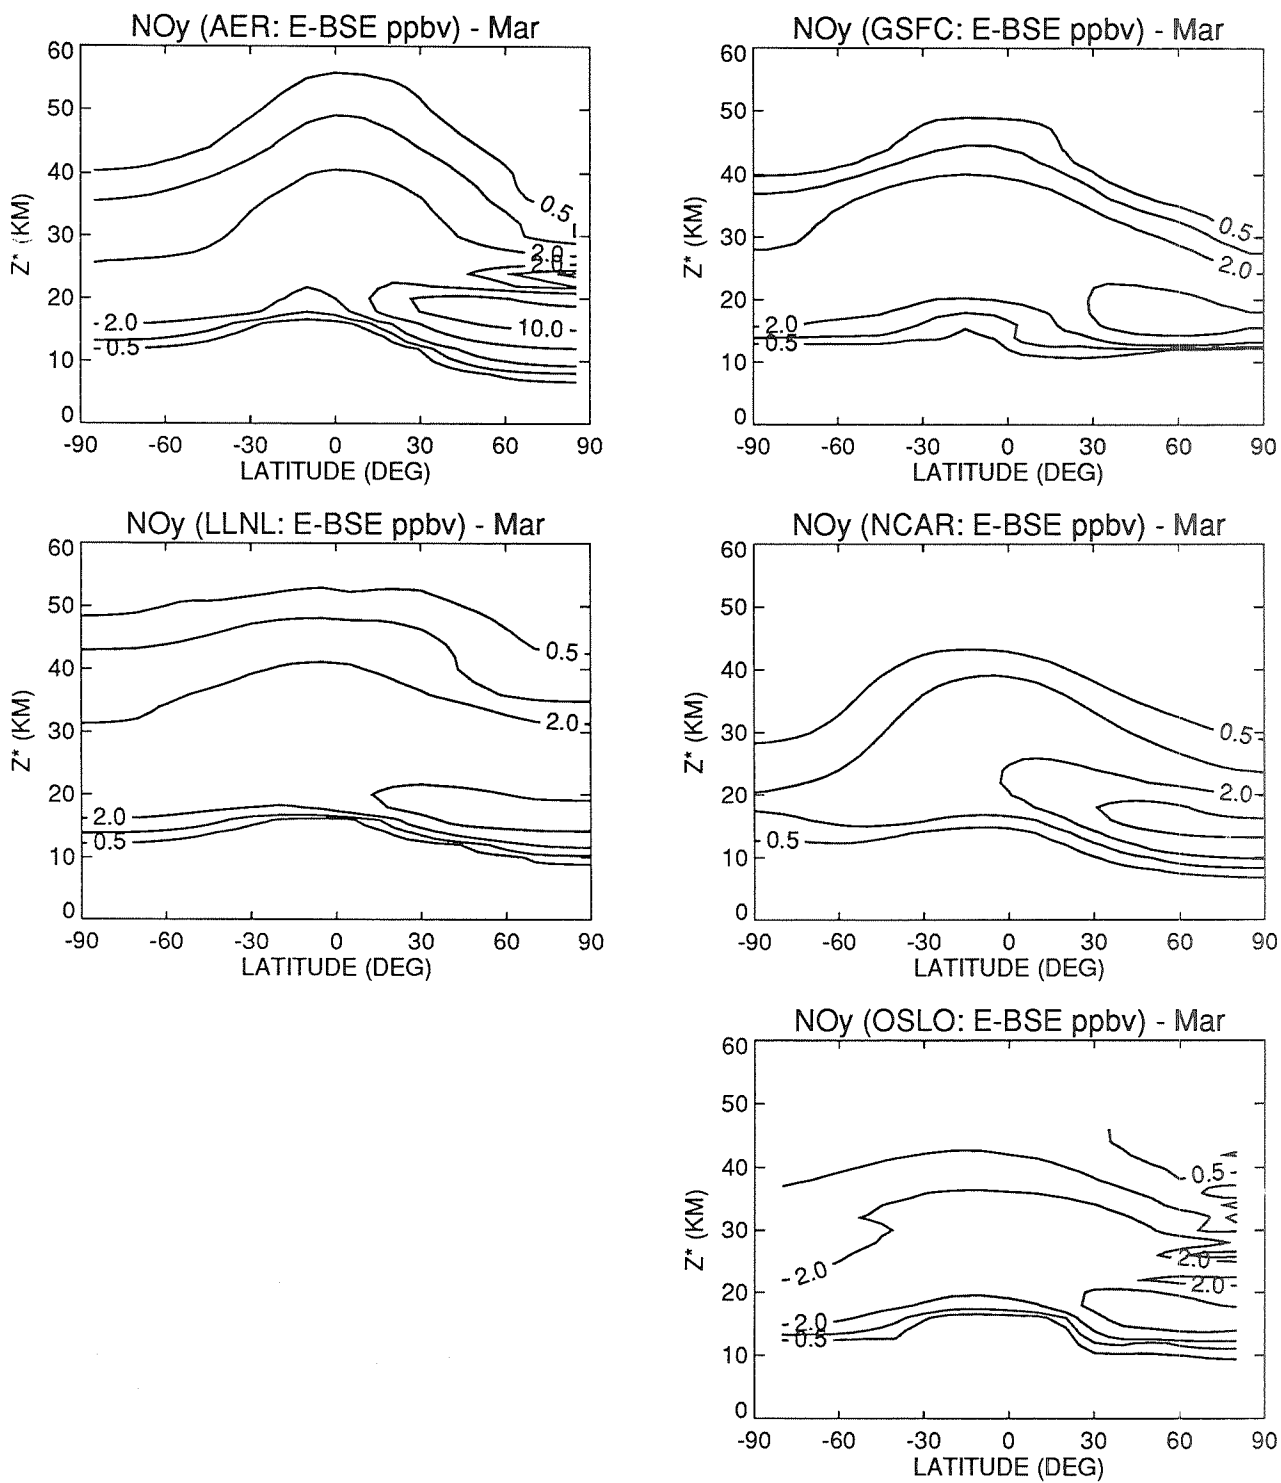 NOy (AER: E-BSE ppbv) - Mar
60
50
40
30
20
10
0
Z* (KM)
0.5
2.0
2.0
2.0
10.0
0.5
-90 -60 -30 0 30 60 90
LATITUDE (DEG)
NOy (GSFC: E-BSE ppbv) - Mar
60
50
40
30
20
10
0
Z* (KM)
0.5
2.0
2.0
0.5
-90 -60 -30 0 30 60 90
LATITUDE (DEG)
NOy (LLNL: E-BSE ppbv) - Mar
60
50
40
30
20
10
0
Z* (KM)
0.5
2.0
2.0
0.5
-90 -60 -30 0 30 60 90
LATITUDE (DEG)
NOy (NCAR: E-BSE ppbv) - Mar
60
50
40
30
20
10
0
Z* (KM)
0.5
2.0
0.5
-90 -60 -30 0 30 60 90
LATITUDE (DEG)
NOy (OSLO: E-BSE ppbv) - Mar
60
50
40
30
20
10
0
Z* (KM)
0.5
2.0
2.0
2.0
2.0
0.5
-90 -60 -30 0 30 60 90
LATITUDE (DEG)